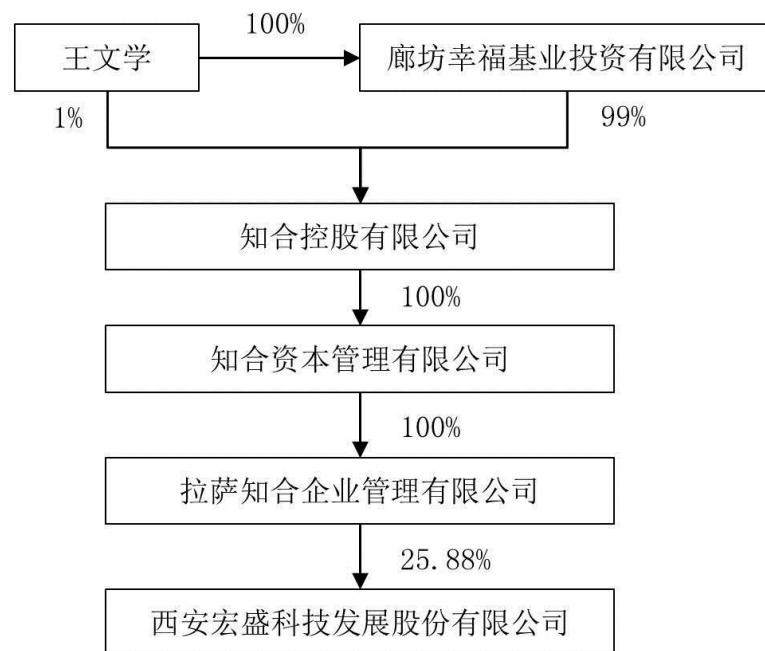 100%
王文学
廊坊幸福基业投资有限公司
1%
99%
知合控股有限公司
100%
知合资本管理有限公司
100%
拉萨知合企业管理有限公司
25.88%
西安宏盛科技发展股份有限公司